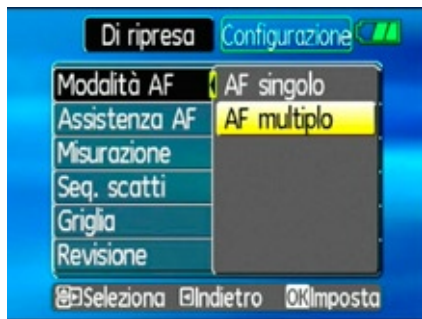 Di ripresa Configurazione
Modalità AF AF singolo
Assistenza AF AF multiplo
Misurazione
Seq. scatti
Griglia
Revisione
Seleziona Indietro OK Imposta